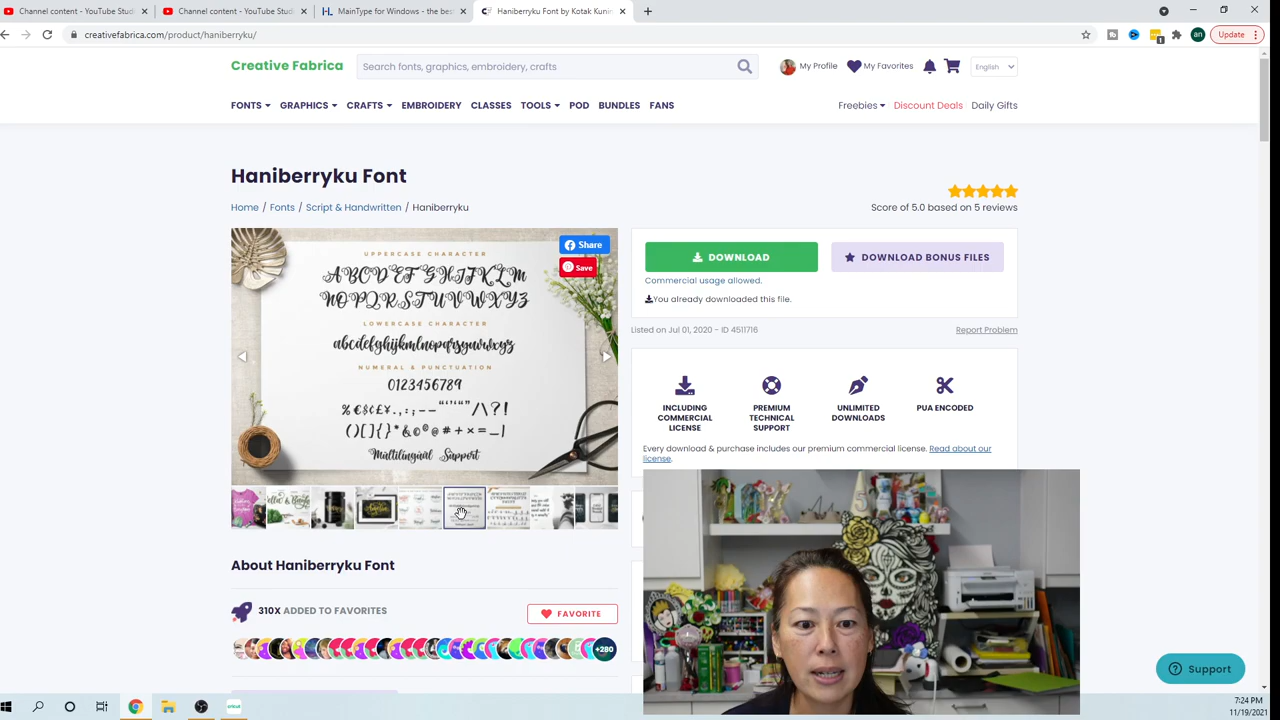 Channel content - YouTube Stud
Channel content - YouTube Stud
MainType for Windows - the bes
Haniberryku Font by Kotak Kunin
creativefabrica.com/product/haniberryku/
1
an
Update
Creative Fabrica
Search fonts, graphics, embroidery, crafts
My Profile
My Favorites
English
FONTS
GRAPHICS
CRAFTS
EMBROIDERY
CLASSES
TOOLS
POD
BUNDLES
FANS
Freebies
Discount Deals
Daily Gifts
Haniberryku Font
Home / Fonts / Script & Handwritten / Haniberryku
Score of 5.0 based on 5 reviews
Share
Save
UPPERCASE CHARACTER
ABCDEFGHIJKLM
NOPQRSTUVWXYZ
LOWERCASE CHARACTER
abcdefghijkmlnopqrsyuvwxyz
NUMERAL & PUNCTUATION
0123456789
%€$¢£¥.,:;--“‘’“”/\?!
()[]{}*&©®@#+×=_|
Multilingual Support
DOWNLOAD
DOWNLOAD BONUS FILES
Commercial usage allowed.
You already downloaded this file.
Listed on Jul 01, 2020 - ID 4511716
Report Problem
INCLUDING
COMMERCIAL
LICENSE
PREMIUM
TECHNICAL
SUPPORT
UNLIMITED
DOWNLOADS
PUA ENCODED
Every download & purchase includes our premium commercial license. Read about our
license.
About Haniberryku Font
310X ADDED TO FAVORITES
FAVORITE
+280
Support
cricut
7:24 PM
11/19/2021